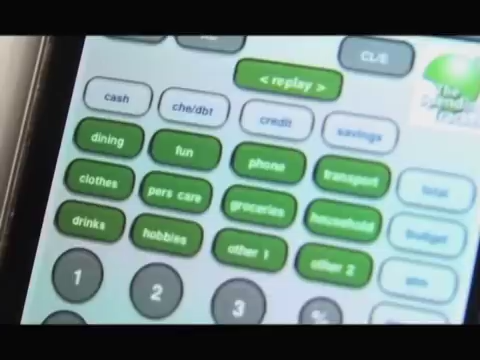 CL/E
< replay >
cash che/dbt credit savings
dining fun phone transport
clothes pers care groceries household total
drinks hobbies other 1 other 2 budget
1 2 3 %
The